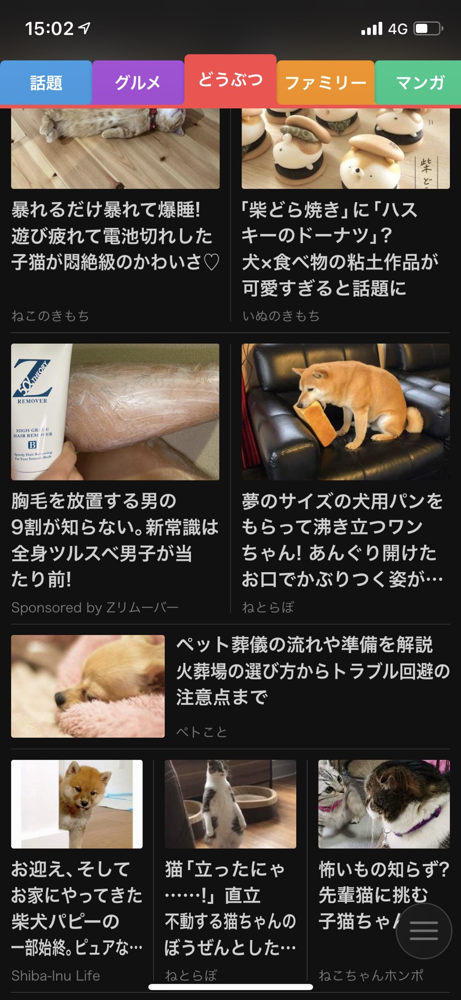 15:02
4G
話題
グルメ
どうぶつ
ファミリー
マンガ
柴
ど
暴れるだけ暴れて爆睡!
遊び疲れて電池切れした
子猫が悶絶級のかわいさ♡
ねこのきもち
「柴どら焼き」に「ハス
キーのドーナツ」?
犬×食べ物の粘土作品が
可愛すぎると話題に
いぬのきもち
Z
THEORY
REMOVER
HIGH GRADE
HAIR REMOVER
B
Speedy Hair Removing
For Your Smooth Body
胸毛を放置する男の
9割が知らない。新常識は
全身ツルスベ男子が当
たり前!
Sponsored by Zリムーバー
夢のサイズの犬用パンを
もらって沸き立つワン
ちゃん! あんぐり開けた
お口でかぶりつく姿が…
ねとらぼ
ペット葬儀の流れや準備を解説
火葬場の選び方からトラブル回避の
注意点まで
ペトこと
お迎え、そして
お家にやってきた
柴犬パピーの
一部始終。ピュアな…
Shiba-Inu Life
猫「立ったにゃ
……!」 直立
不動する猫ちゃんの
ぼうぜんとした…
ねとらぼ
怖いもの知らず?
先輩猫に挑む
子猫ちゃん
ねこちゃんホンポ